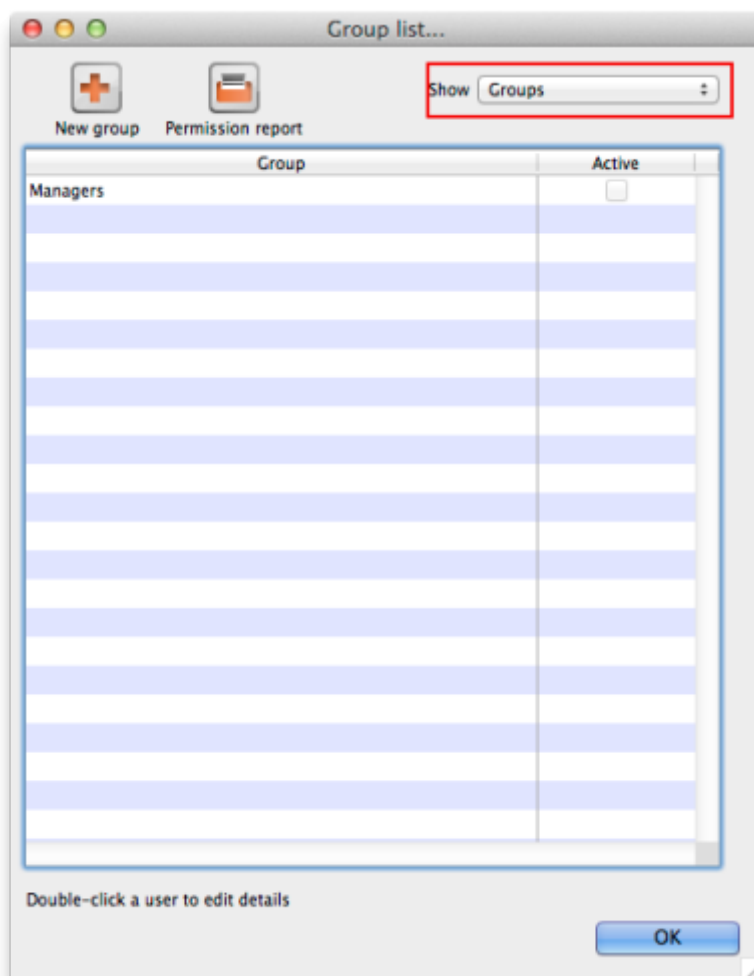 Group list...
Show Groups
New group Permission report
Group Active
Managers
Double-click a user to edit details
OK